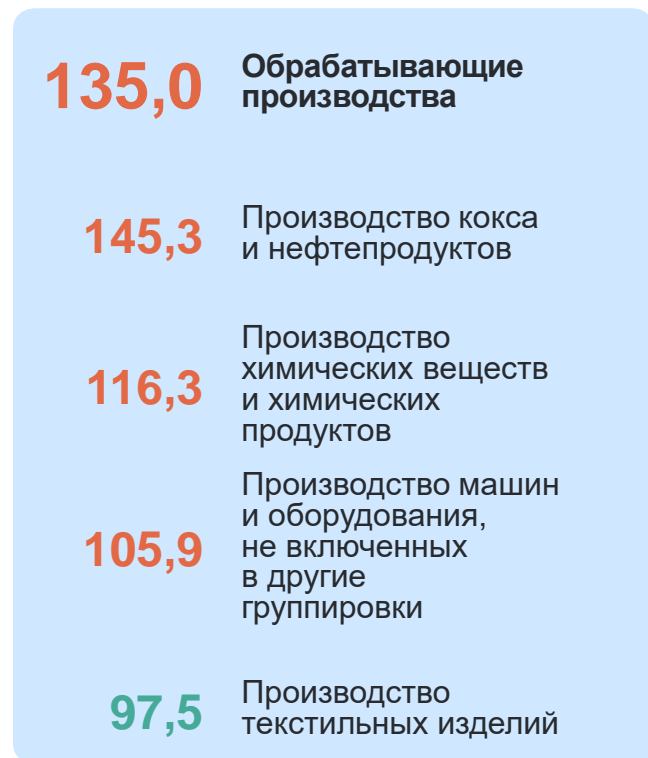 135,0
Обрабатывающие
производства
145,3
Производство кокса
и нефтепродуктов
116,3
Производство
химических веществ
и химических
продуктов
105,9
Производство машин
и оборудования,
не включенных
в другие
группировки
97,5
Производство
текстильных изделий